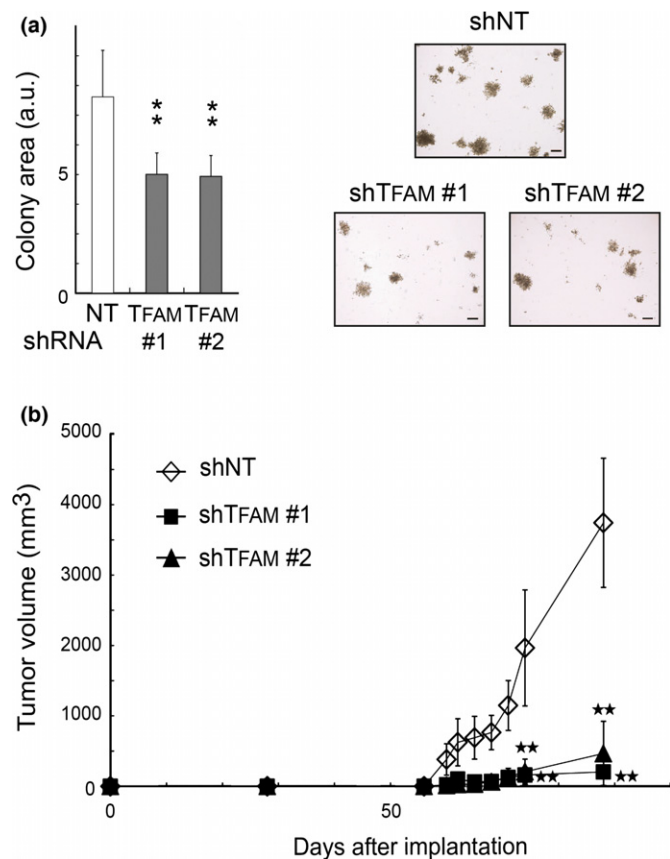 (a)
Colony area (a.u.)
5
0
NT TFAM TFAM
shRNA #1 #2
shNT
shTFAM #1 shTFAM #2
**
**
(b)
Tumor volume (mm3)
5000
4000
3000
2000
1000
0
shNT
shTFAM #1
shTFAM #2
★★
★★
★★
★★
0 50
Days after implantation